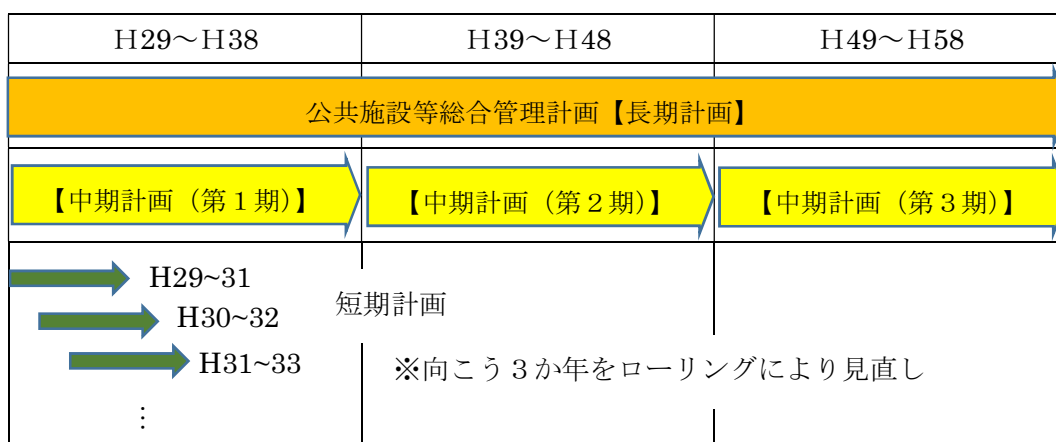 H29～H38
H39～H48
H49～H58
公共施設等総合管理計画【長期計画】
【中期計画（第１期）】
【中期計画（第２期）】
【中期計画（第３期）】
H29~31
短期計画
H30~32
H31~33
※向こう３か年をローリングにより見直し
⋮